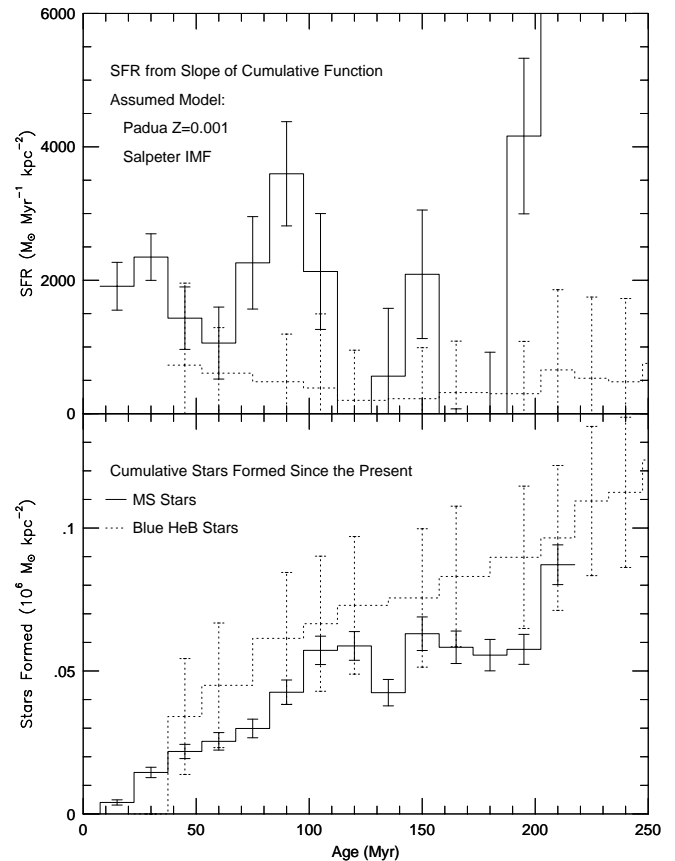 6000
4000
2000
0
SFR (M⊙ Myr⁻¹ kpc⁻²)
SFR from Slope of Cumulative Function
Assumed Model:
Padua Z=0.001
Salpeter IMF
.1
.05
0
Stars Formed (10⁶ M⊙ kpc⁻²)
Cumulative Stars Formed Since the Present
MS Stars
Blue HeB Stars
0 50 100 150 200 250
Age (Myr)